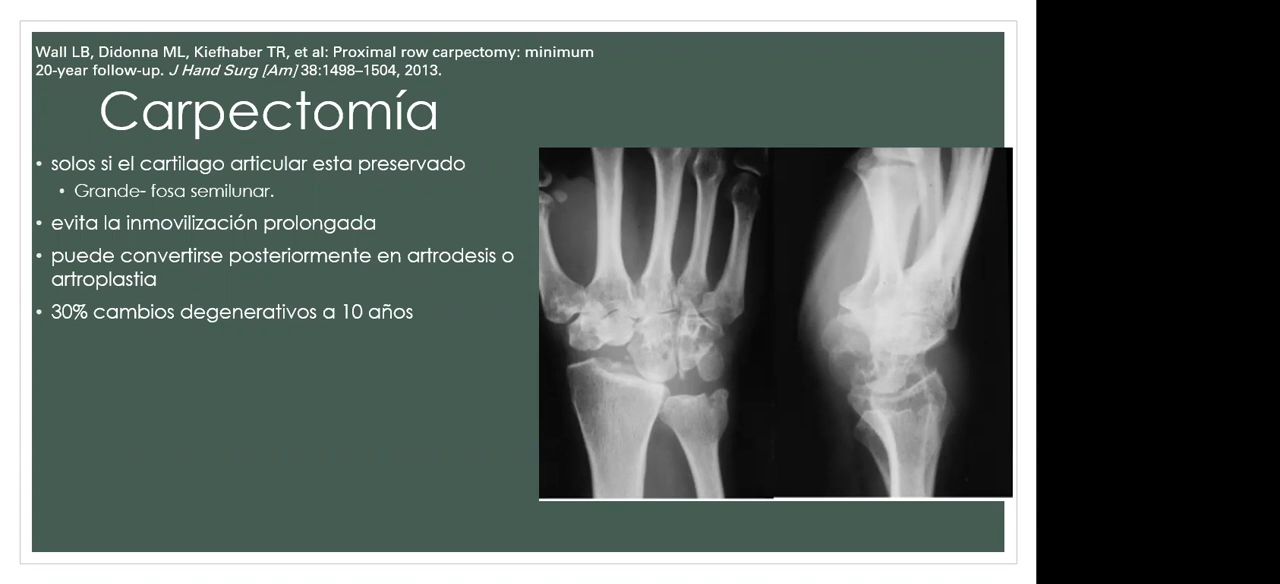 Wall LB, Didonna ML, Kiefhaber TR, et al: Proximal row carpectomy: minimum
20-year follow-up. J Hand Surg [Am] 38:1498–1504, 2013.
Carpectomía
• solos si el cartilago articular esta preservado
• Grande- fosa semilunar.
• evita la inmovilización prolongada
• puede convertirse posteriormente en artrodesis o
artroplastia
• 30% cambios degenerativos a 10 años